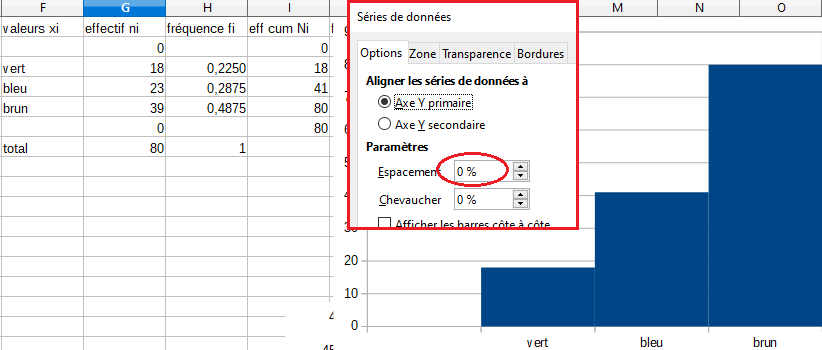 F G H I M N O
valeurs xi effectif ni fréquence fi eff cum Ni f
0 0
vert 18 0,2250 18
bleu 23 0,2875 41
brun 39 0,4875 80
0 80
total 80 1
Séries de données
Options Zone Transparence Bordures
Aligner les séries de données à
Axe Y primaire
Axe Y secondaire
Paramètres
Espacement 0 %
Chevaucher 0 %
Afficher les barres côte à côte
20
10
0
vert bleu brun